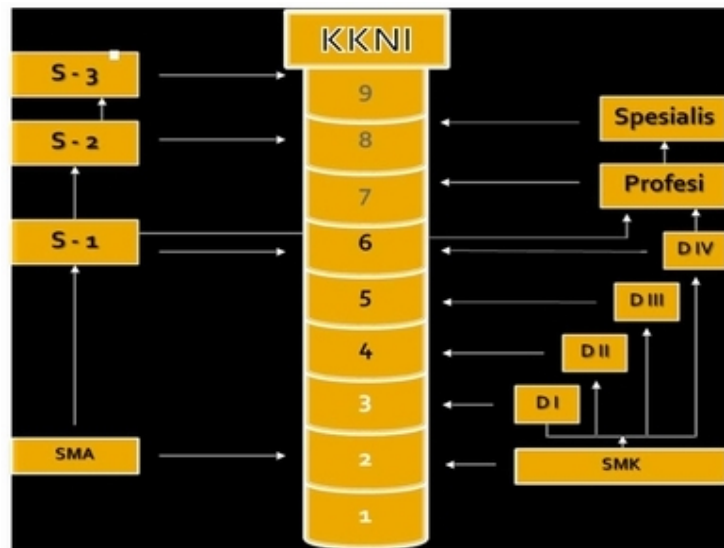 KKNI
S - 3
9
S - 2
8
Spesialis
7
Profesi
S - 1
6
D IV
5
D III
4
D II
3
D I
SMA
2
SMK
1